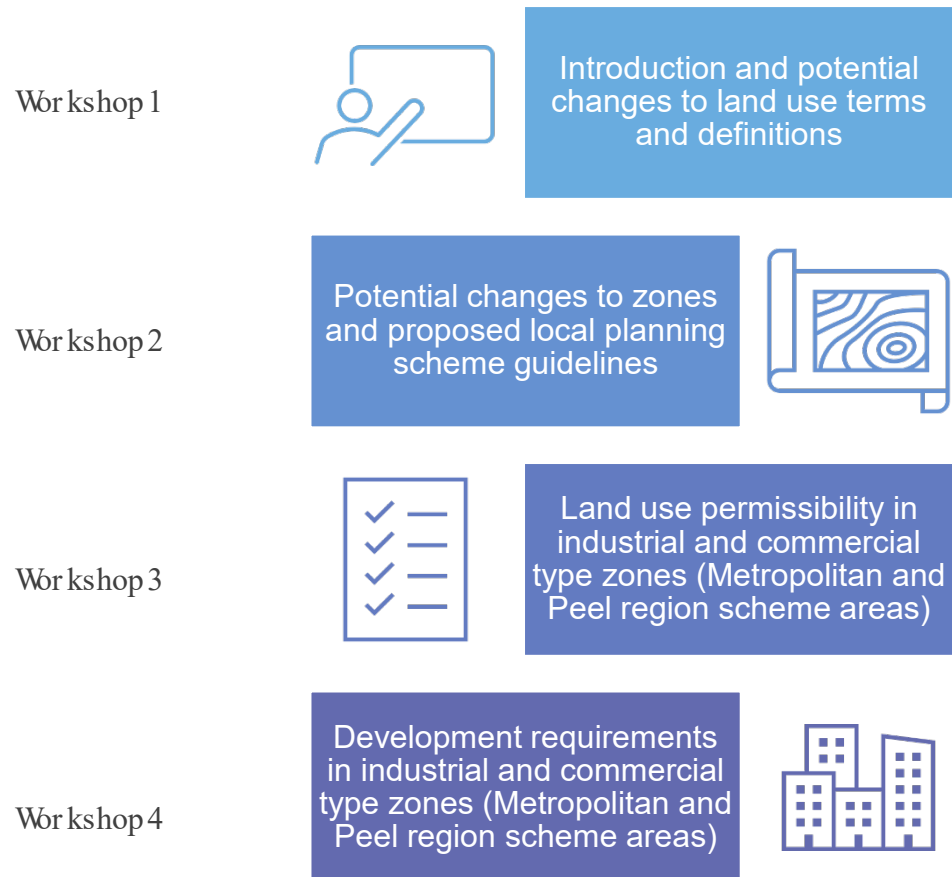 Workshop 1
Introduction and potential
changes to land use terms
and definitions
Workshop 2
Potential changes to zones
and proposed local planning
scheme guidelines
Workshop 3
Land use permissibility in
industrial and commercial
type zones (Metropolitan and
Peel region scheme areas)
Workshop 4
Development requirements
in industrial and commercial
type zones (Metropolitan and
Peel region scheme areas)